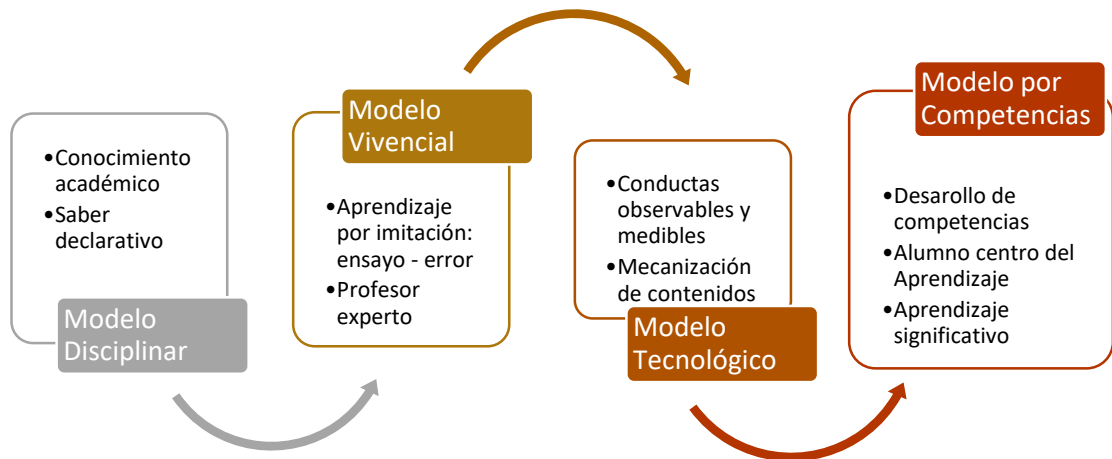 •Conocimiento
académico
•Saber
declarativo
Modelo
Disciplinar
Modelo
Vivencial
•Aprendizaje
por imitación:
ensayo - error
•Profesor
experto
•Conductas
observables y
medibles
•Mecanización
de contenidos
Modelo
Tecnológico
Modelo por
Competencias
•Desarollo de
competencias
•Alumno centro del
Aprendizaje
•Aprendizaje
significativo